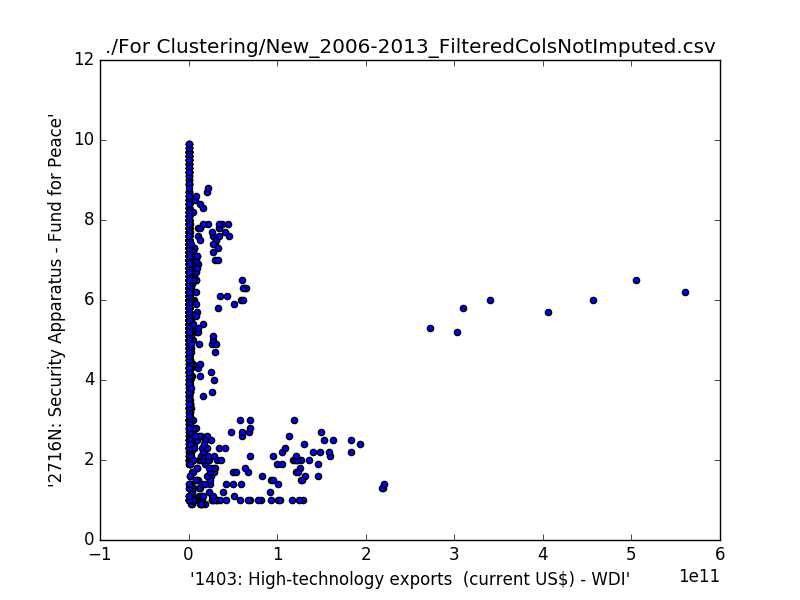 ./For Clustering/New_2006-2013_FilteredColsNotImputed.csv
12
10
8
6
4
2
0
'2716N: Security Apparatus - Fund for Peace'
−1 0 1 2 3 4 5 6
1e11
'1403: High-technology exports  (current US$) - WDI'